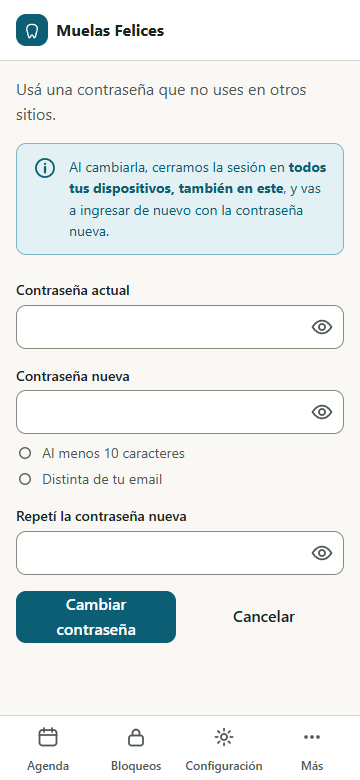 Muelas Felices
Usá una contraseña que no uses en otros
sitios.
Al cambiarla, cerramos la sesión en todos
tus dispositivos, también en este, y vas
a ingresar de nuevo con la contraseña
nueva.
Contraseña actual
Contraseña nueva
Al menos 10 caracteres
Distinta de tu email
Repetí la contraseña nueva
Cambiar
contraseña
Cancelar
Agenda
Bloqueos
Configuración
Más